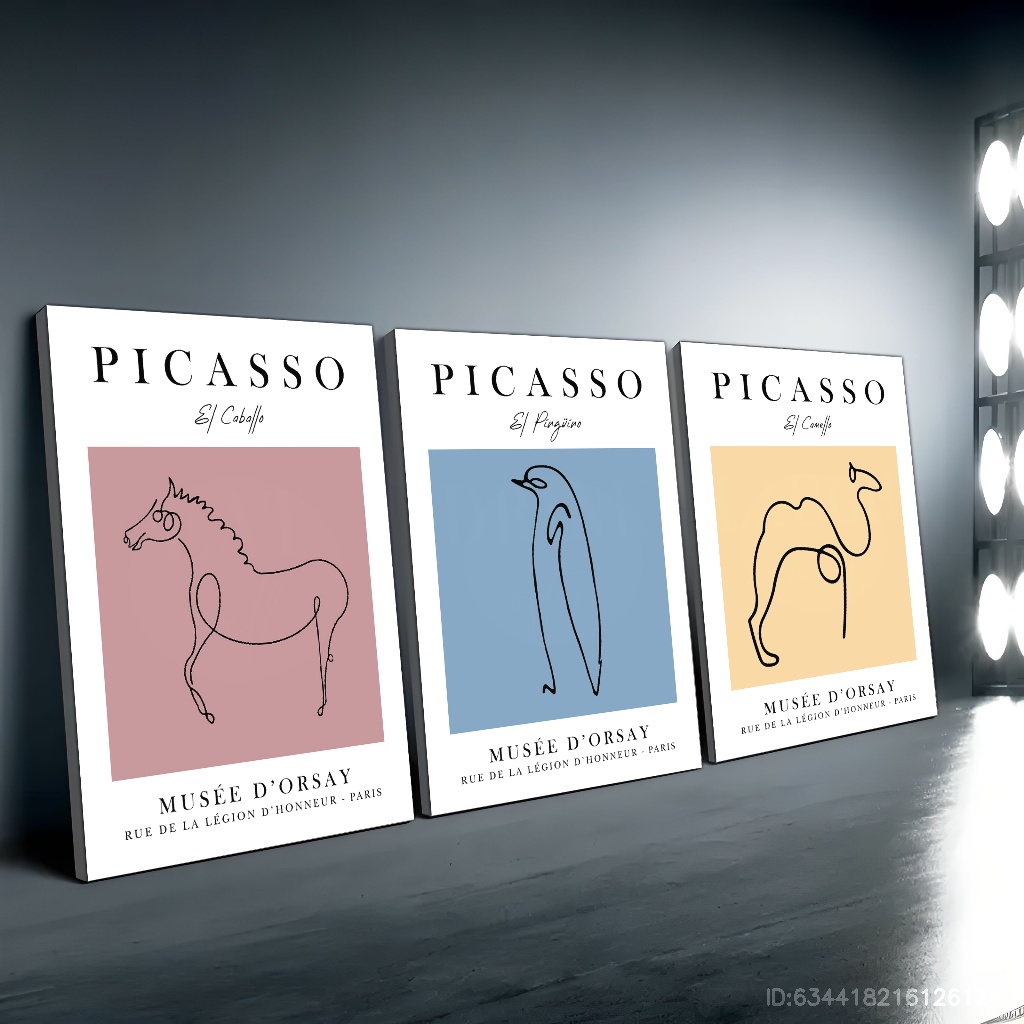 PICASSO
El Caballo
MUSÉE D'ORSAY
RUE DE LA LÉGION D'HONNEUR - PARIS
PICASSO
El Pingüino
MUSÉE D'ORSAY
RUE DE LA LÉGION D'HONNEUR - PARIS
PICASSO
El Camello
MUSÉE D'ORSAY
RUE DE LA LÉGION D'HONNEUR - PARIS